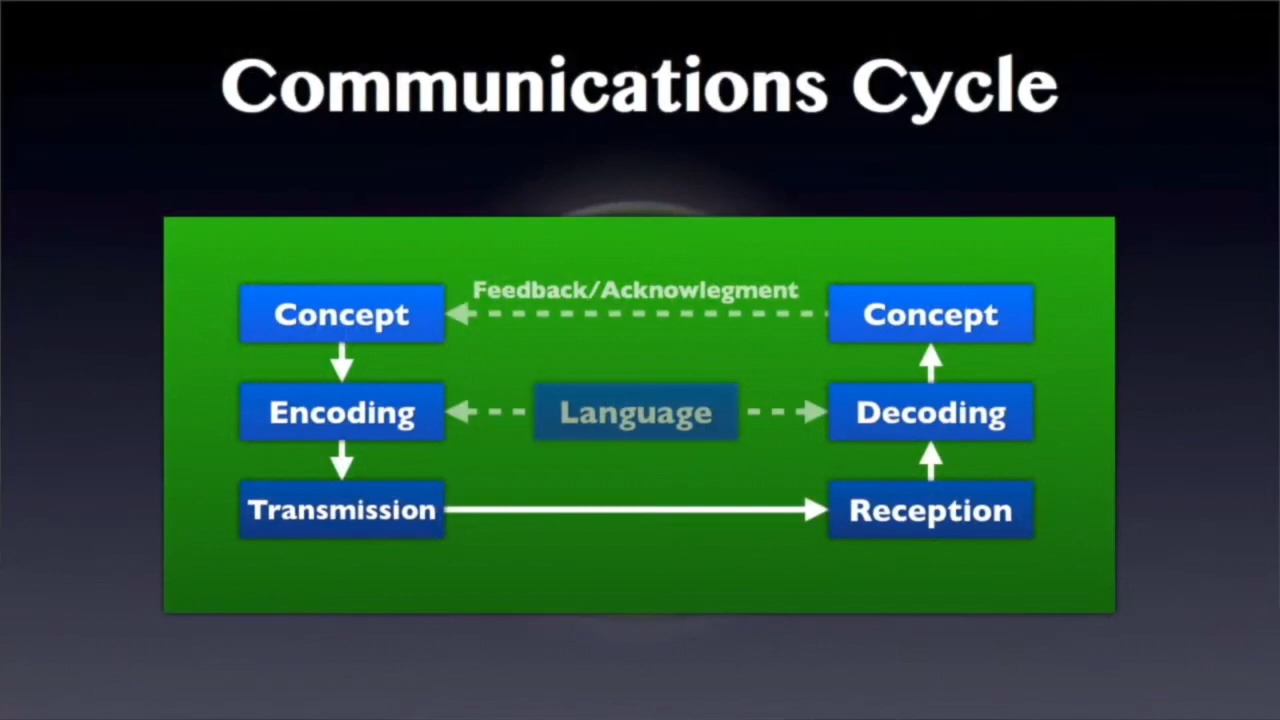 Communications Cycle
Feedback/Acknowlegment
Concept
Concept
Encoding
Language
Decoding
Transmission
Reception